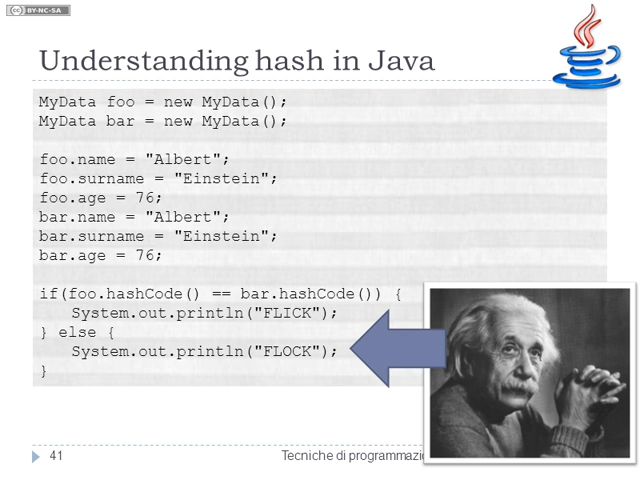 cc BY-NC-SA
Understanding hash in Java
MyData foo = new MyData();
MyData bar = new MyData();
foo.name = "Albert";
foo.surname = "Einstein";
foo.age = 76;
bar.name = "Albert";
bar.surname = "Einstein";
bar.age = 76;
if(foo.hashCode() == bar.hashCode()) {
System.out.println("FLICK");
} else {
System.out.println("FLOCK");
}
41
Tecniche di programmazio